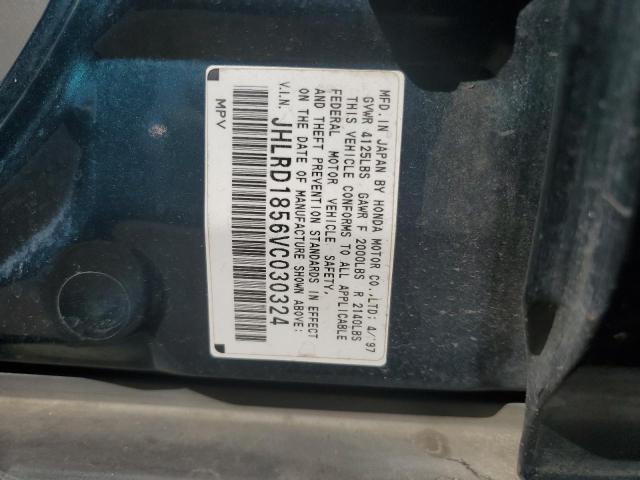 MFD. IN JAPAN BY HONDA MOTOR CO., LTD; 4/'97
GVWR 4125LBS GAWR F 2000LBS R 2140LBS
THIS VEHICLE CONFORMS TO ALL APPLICABLE
FEDERAL MOTOR VEHICLE SAFETY,
AND THEFT PREVENTION STANDARDS IN EFFECT
ON THE DATE OF MANUFACTURE SHOWN ABOVE:
V.I.N. JHLRD1856VC030324
MPV